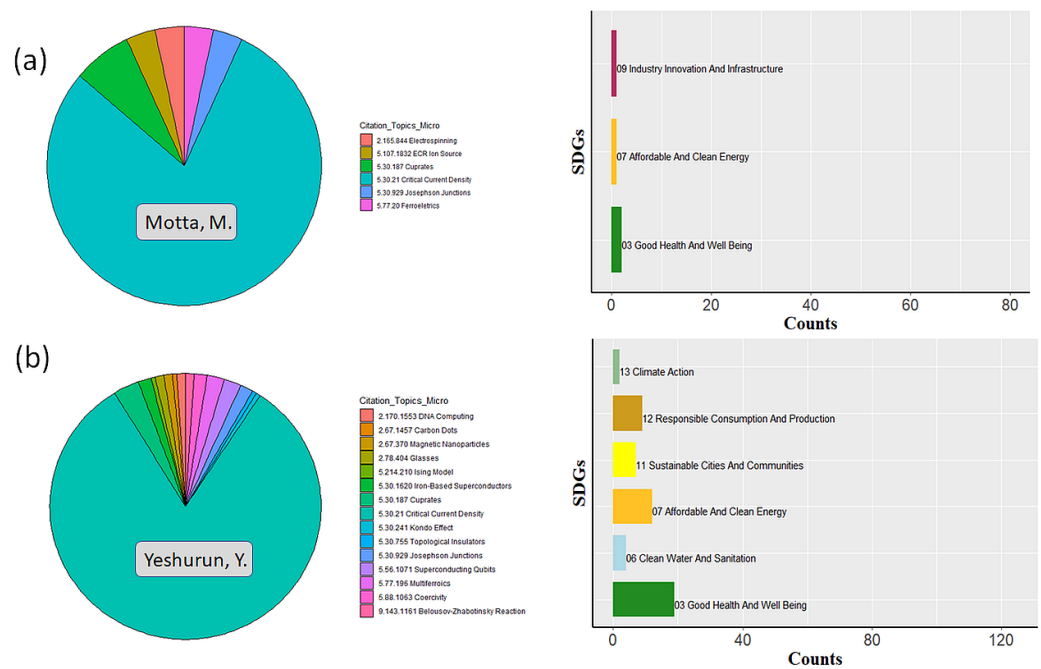 (a)
Motta, M.
Citation_Topics_Micro
2.165.844 Electrospinning
5.107.1832 ECR Ion Source
5.30.187 Cuprates
5.30.21 Critical Current Density
5.30.929 Josephson Junctions
5.77.20 Ferroeletrics
SDGs
09 Industry Innovation And Infrastructure
07 Affordable And Clean Energy
03 Good Health And Well Being
0 20 40 60 80
Counts
(b)
Yeshurun, Y.
Citation_Topics_Micro
2.170.1553 DNA Computing
2.67.1457 Carbon Dots
2.67.370 Magnetic Nanoparticles
2.78.404 Glasses
5.214.210 Ising Model
5.30.1620 Iron-Based Superconductors
5.30.187 Cuprates
5.30.21 Critical Current Density
5.30.241 Kondo Effect
5.30.755 Topological Insulators
5.30.929 Josephson Junctions
5.56.1071 Superconducting Qubits
5.77.196 Multiferroics
5.88.1063 Coercivity
9.143.1161 Belousov-Zhabotinsky Reaction
SDGs
13 Climate Action
12 Responsible Consumption And Production
11 Sustainable Cities And Communities
07 Affordable And Clean Energy
06 Clean Water And Sanitation
03 Good Health And Well Being
0 40 80 120
Counts